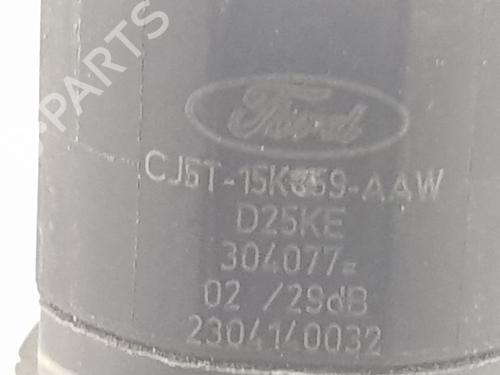 PARTS
Ford
CJ5T-15K859-AAW
D25KE
304077=
02 /29dB
23041/0032